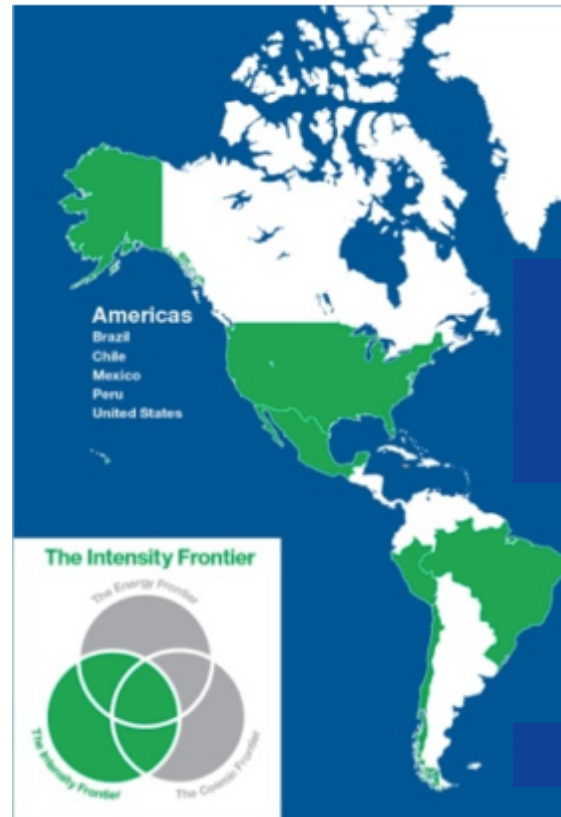 Americas
Brazil
Chile
Mexico
Peru
United States
The Intensity Frontier
The Energy Frontier
The Intensity Frontier
The Cosmic Frontier